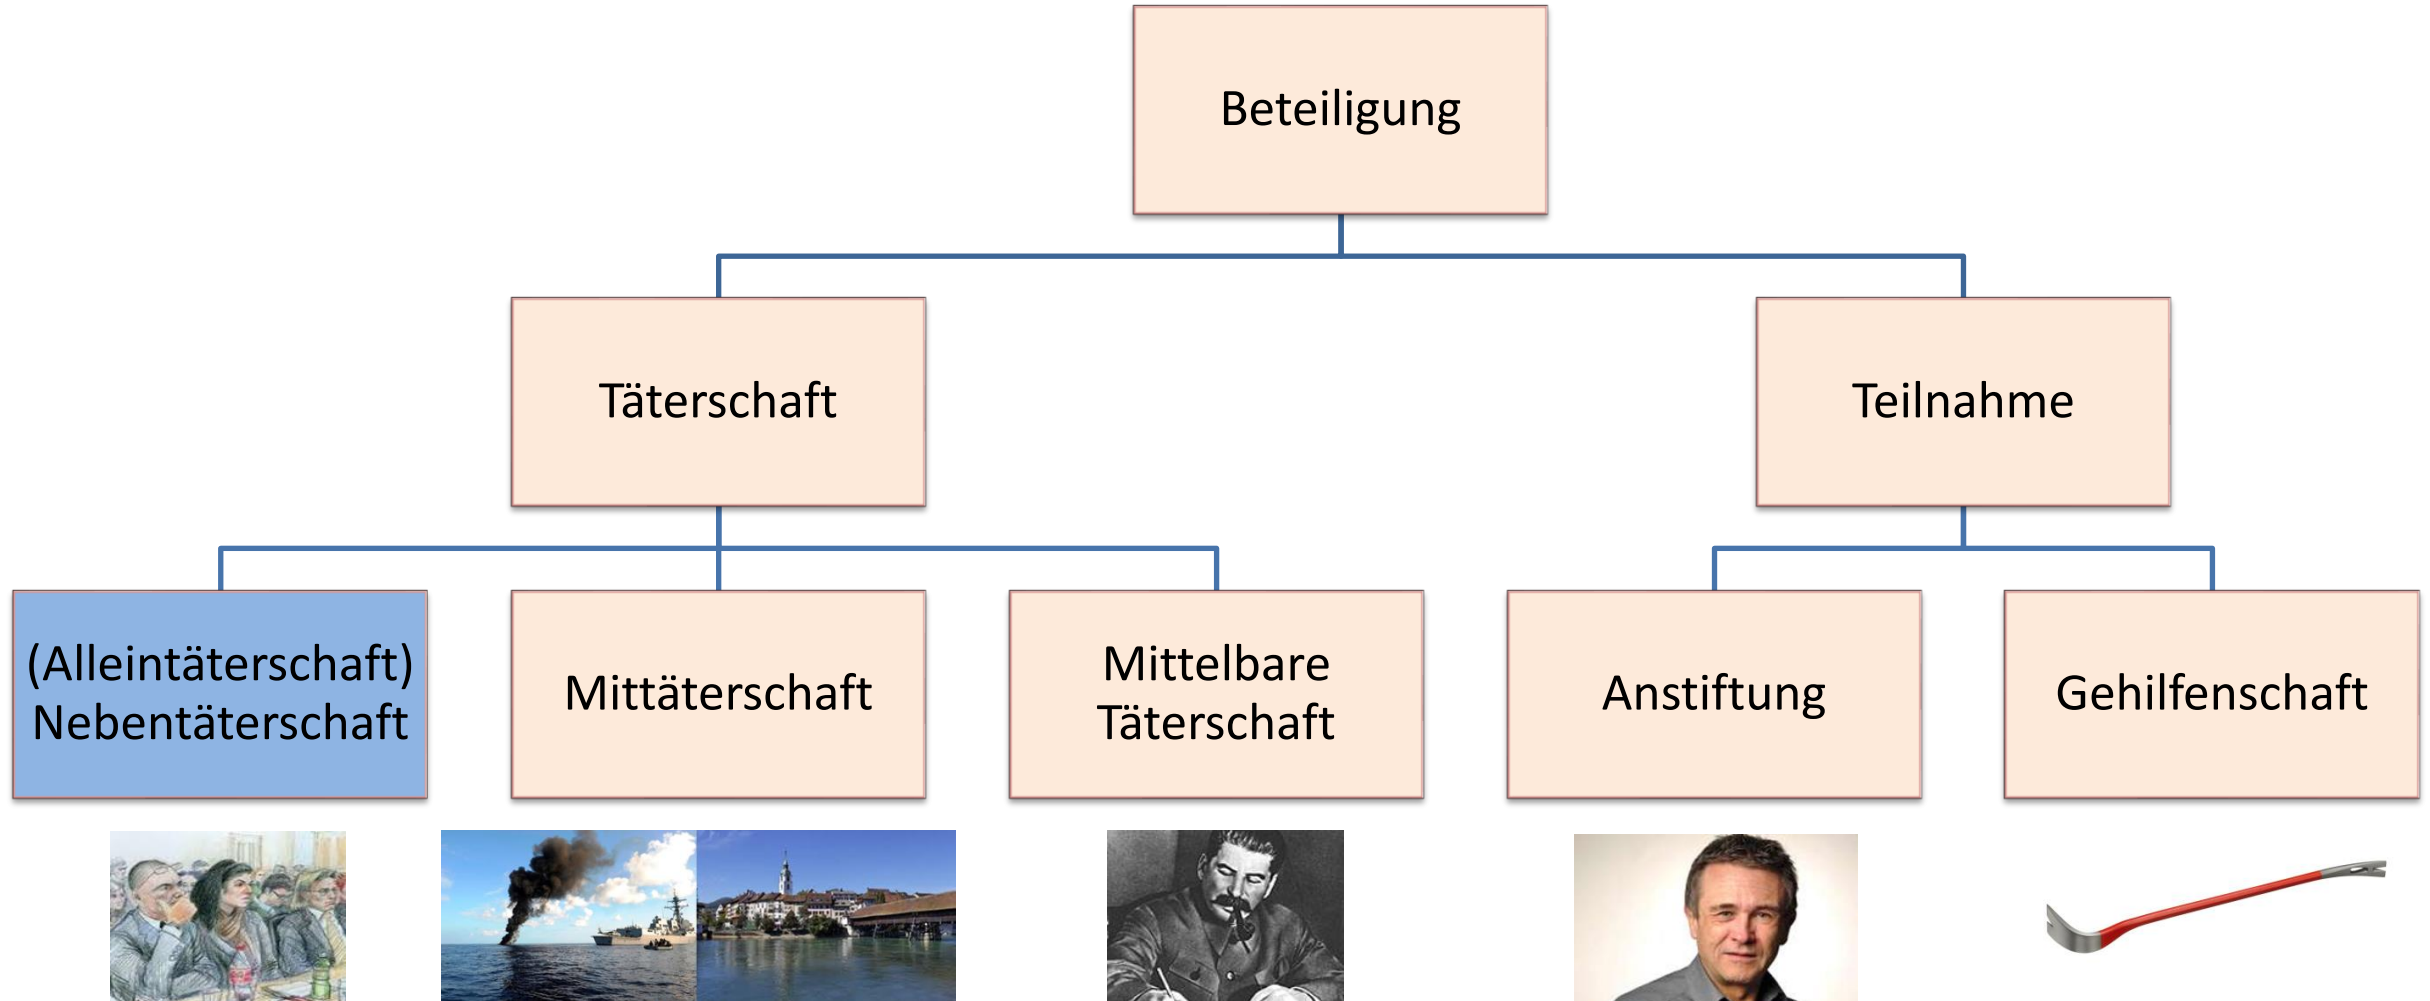 Beteiligung
Täterschaft
Teilnahme
(Alleintäterschaft)
Nebentäterschaft
Mittäterschaft
Mittelbare
Täterschaft
Anstiftung
Gehilfenschaft